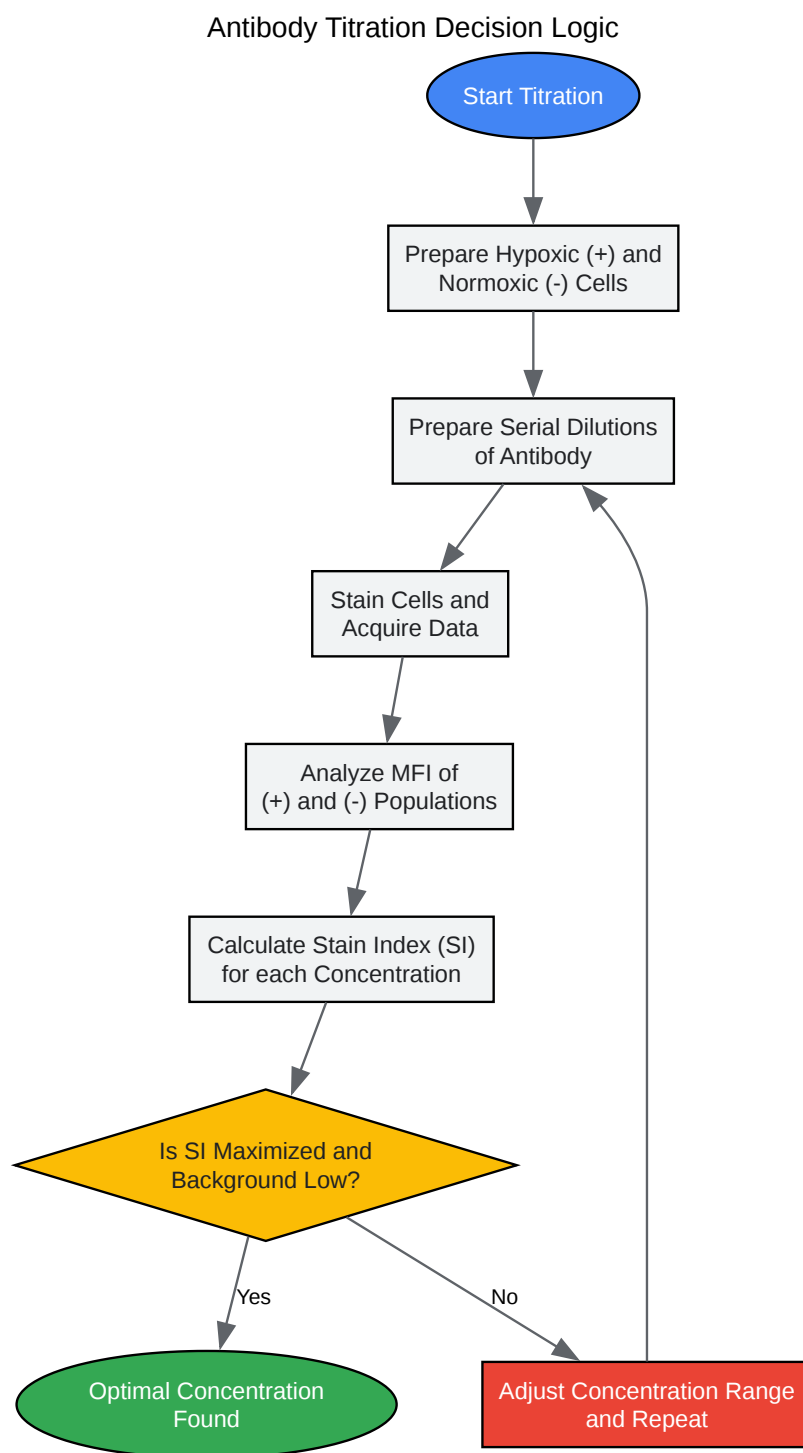 Antibody Titration Decision Logic
Start Titration
Prepare Hypoxic (+) and
Normoxic (-) Cells
Prepare Serial Dilutions
of Antibody
Stain Cells and
Acquire Data
Analyze MFI of
(+) and (-) Populations
Calculate Stain Index (SI)
for each Concentration
Is SI Maximized and
Background Low?
Yes
No
Optimal Concentration
Found
Adjust Concentration Range
and Repeat